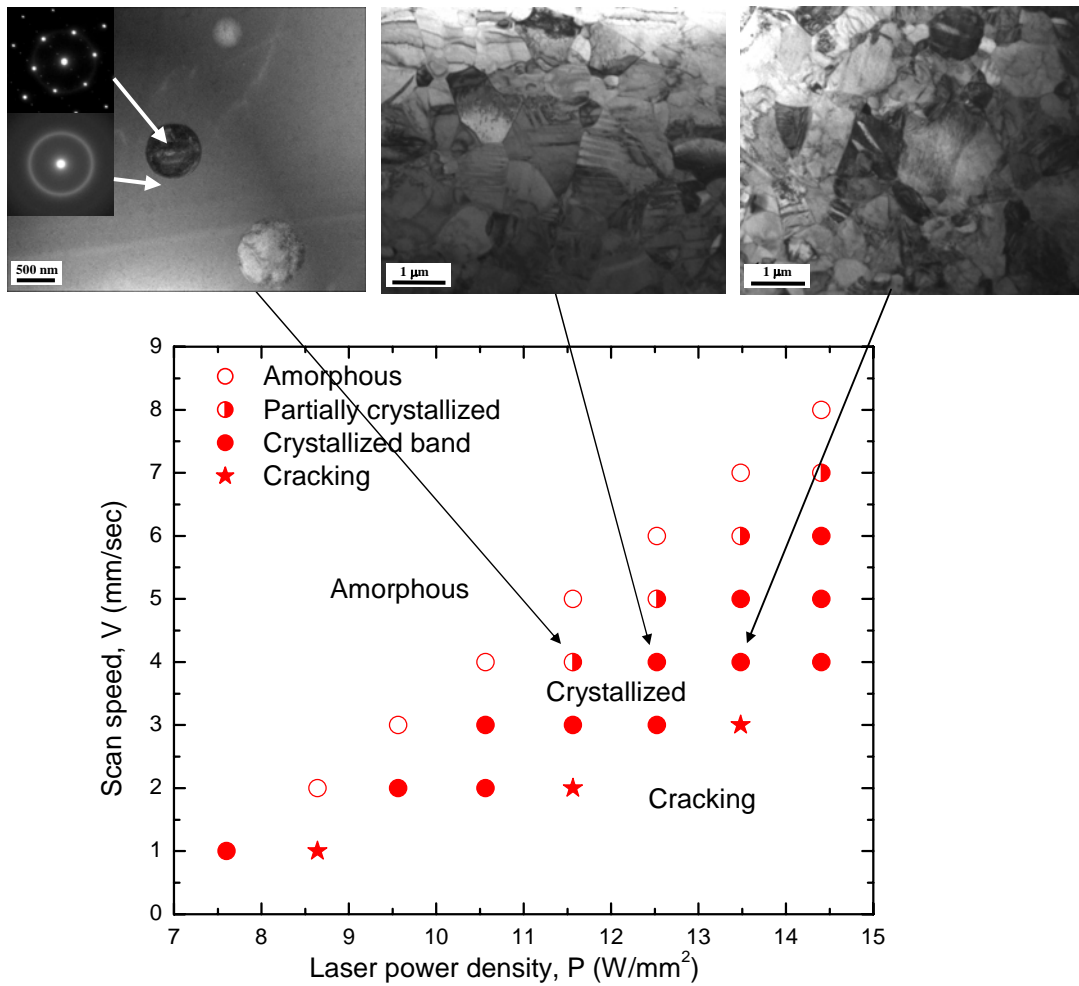 500 nm
1 μm
1 μm
9
8
7
6
5
4
3
2
1
0
Scan speed, V (mm/sec)
Amorphous
Partially crystallized
Crystallized band
Cracking
Amorphous
Crystallized
Cracking
7 8 9 10 11 12 13 14 15
Laser power density, P (W/mm²)